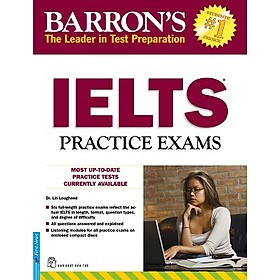 BARRON'S
The Leader in Test Preparation
#1
IELTS
PRACTICE EXAMS
MOST UP-TO-DATE
PRACTICE TESTS
CURRENTLY AVAILABLE
Dr. Lin Lougheed
Six full-length practice exams reflect the actual IELTS in length, format, question types, and degree of difficulty
All questions answered and explained
Listening modules for all practice exams on enclosed compact discs
First News